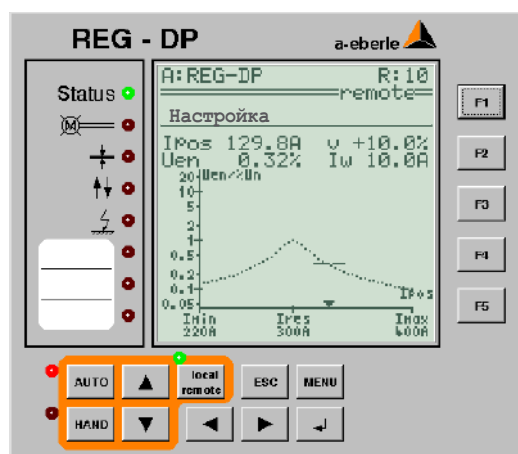 REG - DP
a-eberle
Status
A:REG-DP R:10
remote
Настройка
Ipos 129.8A v +10.0%
Uen 0.32% Iw 10.0A
20 Uen/%Un
10
5
2
1
0.5
0.2
0.1
Ipos
0.05
Imin Ires Imax
220A 300A 400A
F1
F2
F3
F4
F5
M
AUTO
local
remote
ESC
MENU
HAND